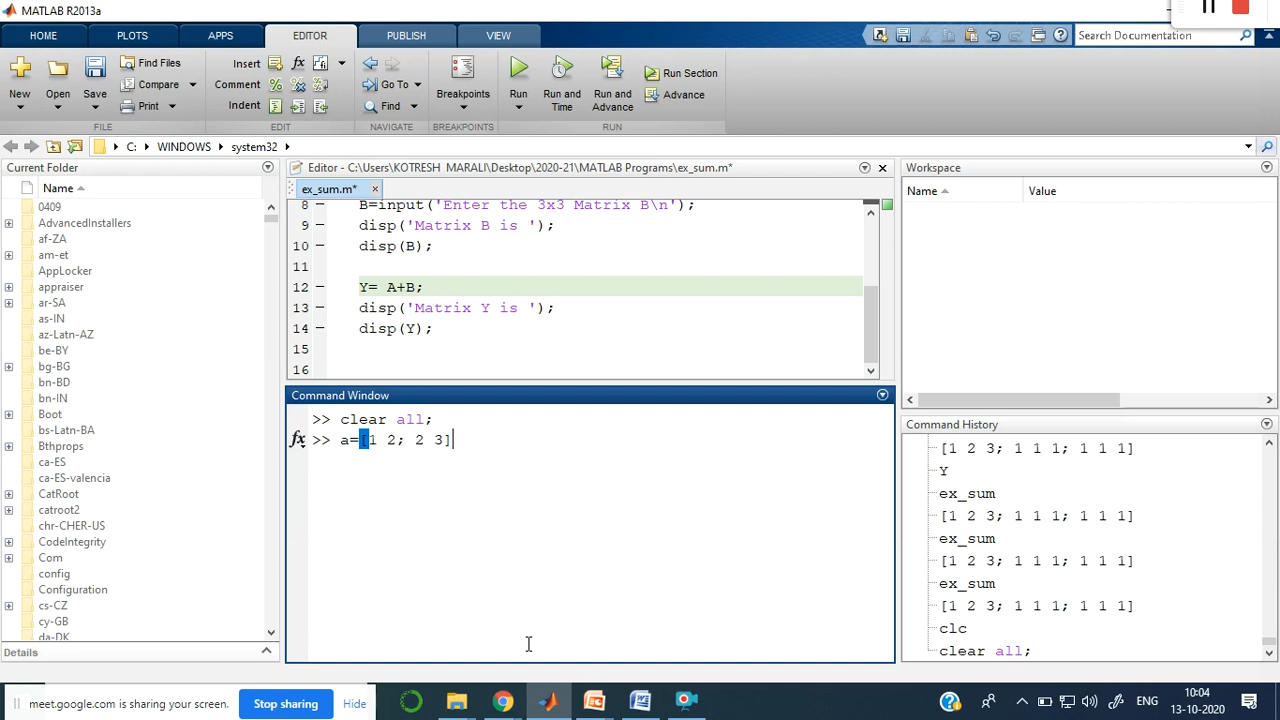 MATLAB R2013a
HOME PLOTS APPS EDITOR PUBLISH VIEW
Search Documentation
New Open Save Find Files Compare Print
Insert Comment Indent
Go To Find
Breakpoints
Run Run and Time Run and Advance Run Section Advance
FILE EDIT NAVIGATE BREAKPOINTS RUN
C: WINDOWS system32
Current Folder
Name
0409
AdvancedInstallers
af-ZA
am-et
AppLocker
appraiser
ar-SA
as-IN
az-Latn-AZ
be-BY
bg-BG
bn-BD
bn-IN
Boot
bs-Latn-BA
Bthprops
ca-ES
ca-ES-valencia
CatRoot
catroot2
chr-CHER-US
CodeIntegrity
Com
config
Configuration
cs-CZ
cy-GB
da-DK
Details
Editor - C:\Users\KOTRESH MARALI\Desktop\2020-21\MATLAB Programs\ex_sum.m*
ex_sum.m*
8 B=input('Enter the 3x3 Matrix B\n');
9 disp('Matrix B is ');
10 disp(B);
11
12 Y= A+B;
13 disp('Matrix Y is ');
14 disp(Y);
15
16
Command Window
>> clear all;
fx >> a=[1 2; 2 3]
Workspace
Name Value
Command History
[1 2 3; 1 1 1; 1 1 1]
Y
ex_sum
[1 2 3; 1 1 1; 1 1 1]
ex_sum
[1 2 3; 1 1 1; 1 1 1]
ex_sum
[1 2 3; 1 1 1; 1 1 1]
clc
clear all;
meet.google.com is sharing your screen. Stop sharing Hide
ENG
10:04
13-10-2020